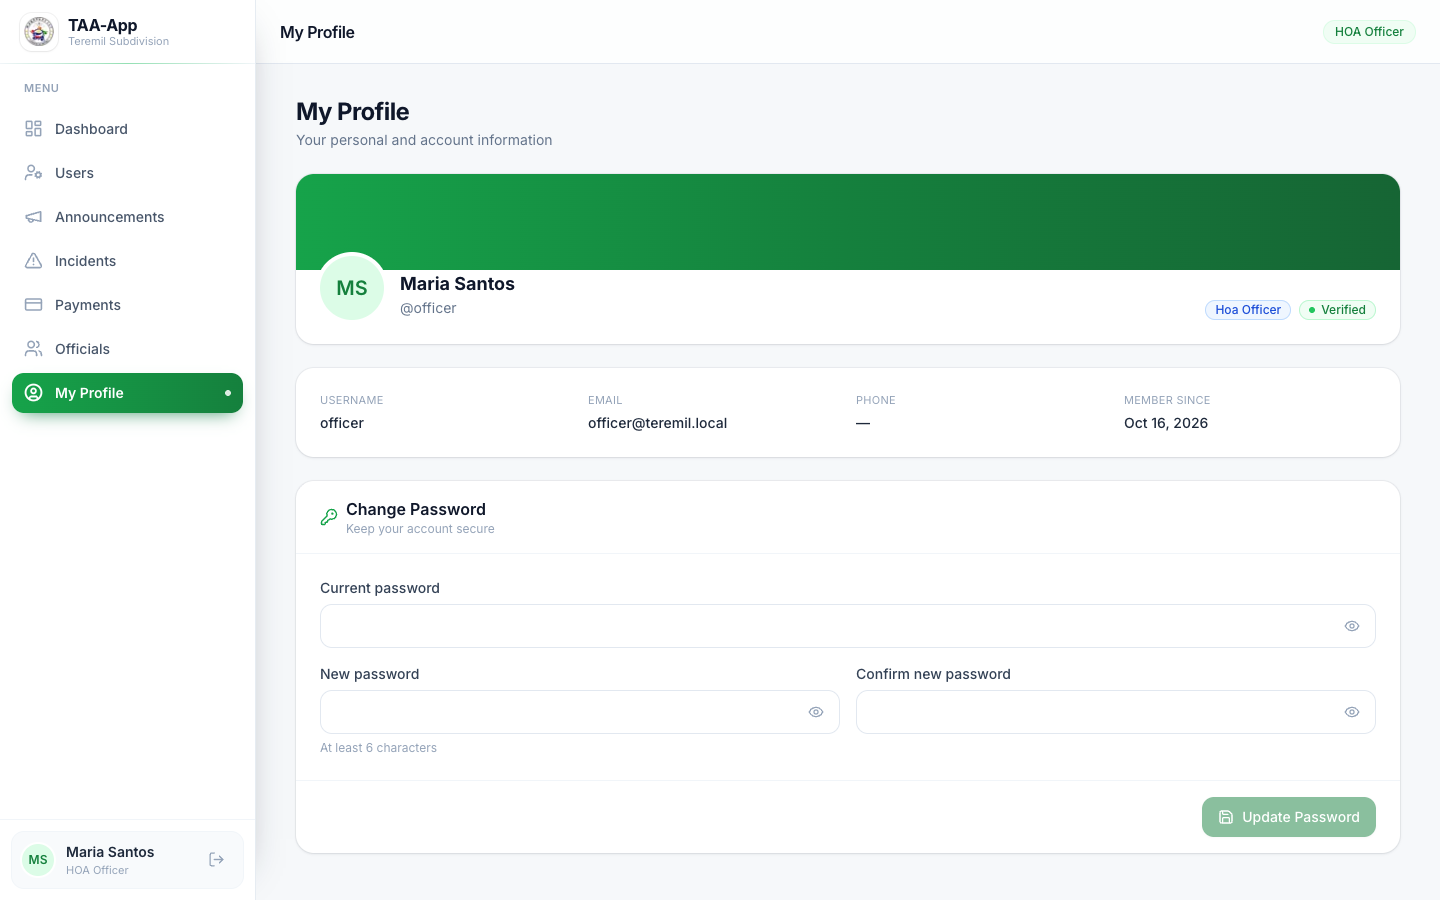 TAA-App
Teremil Subdivision
MENU
Dashboard
Users
Announcements
Incidents
Payments
Officials
My Profile
MS
Maria Santos
HOA Officer
My Profile
HOA Officer
My Profile
Your personal and account information
MS
Maria Santos
@officer
Hoa Officer
Verified
USERNAME
officer
EMAIL
officer@teremil.local
PHONE
—
MEMBER SINCE
Oct 16, 2026
Change Password
Keep your account secure
Current password
New password
Confirm new password
At least 6 characters
Update Password